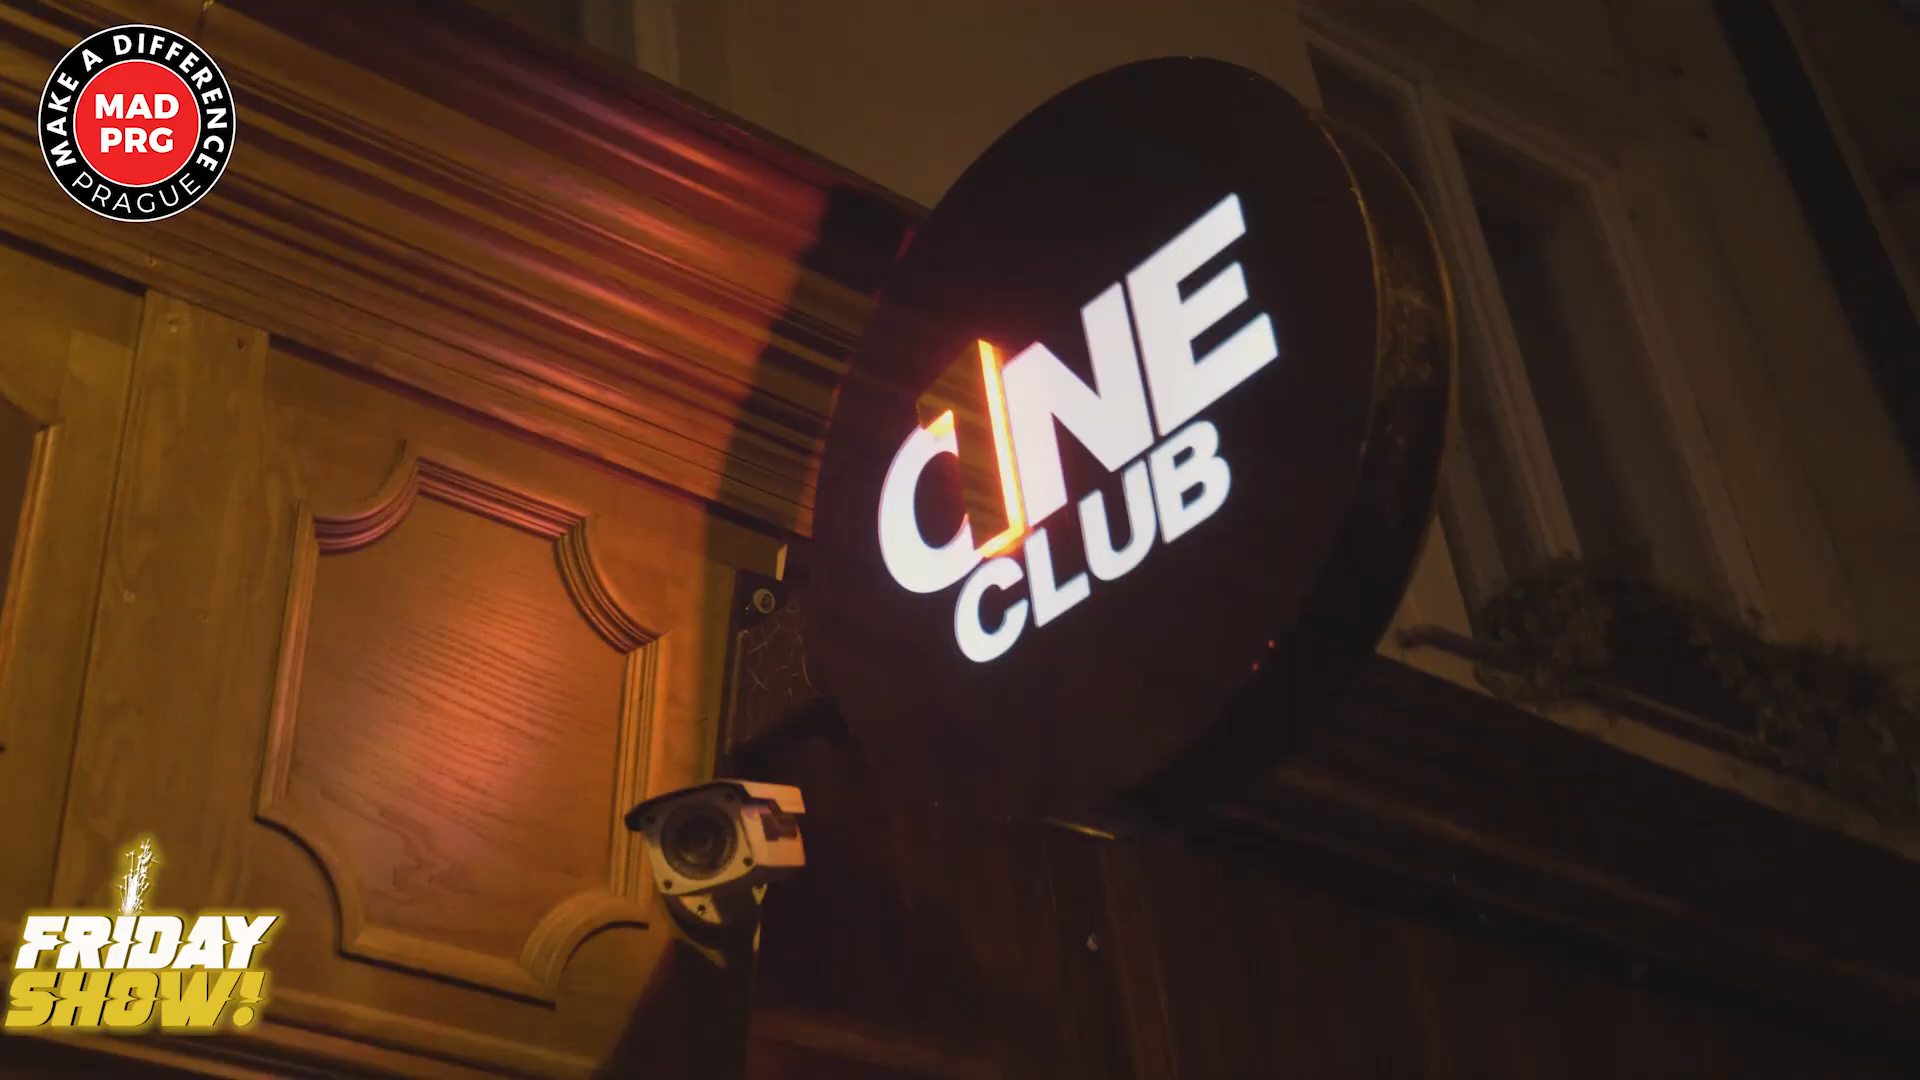 MAKE A DIFFERENCE
MAD
PRG
PRAGUE
ONE
CLUB
FRIDAY
SHOW!